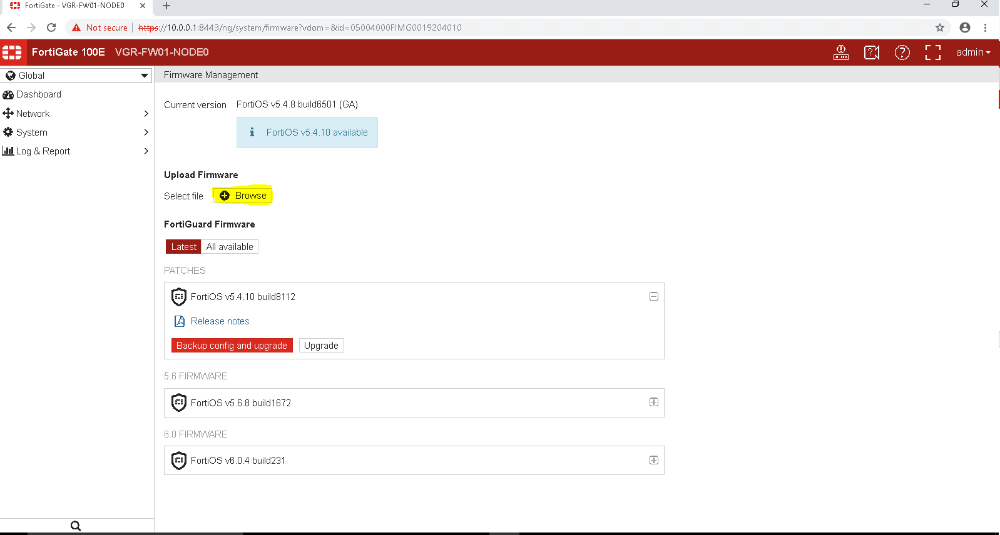 FortiGate - VGR-FW01-NODE0
Not secure https://10.0.0.1:8443/ng/system/firmware?vdom=&id=05004000FIMG0019204010
FortiGate 100E VGR-FW01-NODE0 admin
Global
Firmware Management
Dashboard
Network
System
Log & Report
Current version FortiOS v5.4.8 build6501 (GA)
FortiOS v5.4.10 available
Upload Firmware
Select file Browse
FortiGuard Firmware
Latest All available
PATCHES
FortiOS v5.4.10 build8112
Release notes
Backup config and upgrade Upgrade
5.6 FIRMWARE
FortiOS v5.6.8 build1672
6.0 FIRMWARE
FortiOS v6.0.4 build231